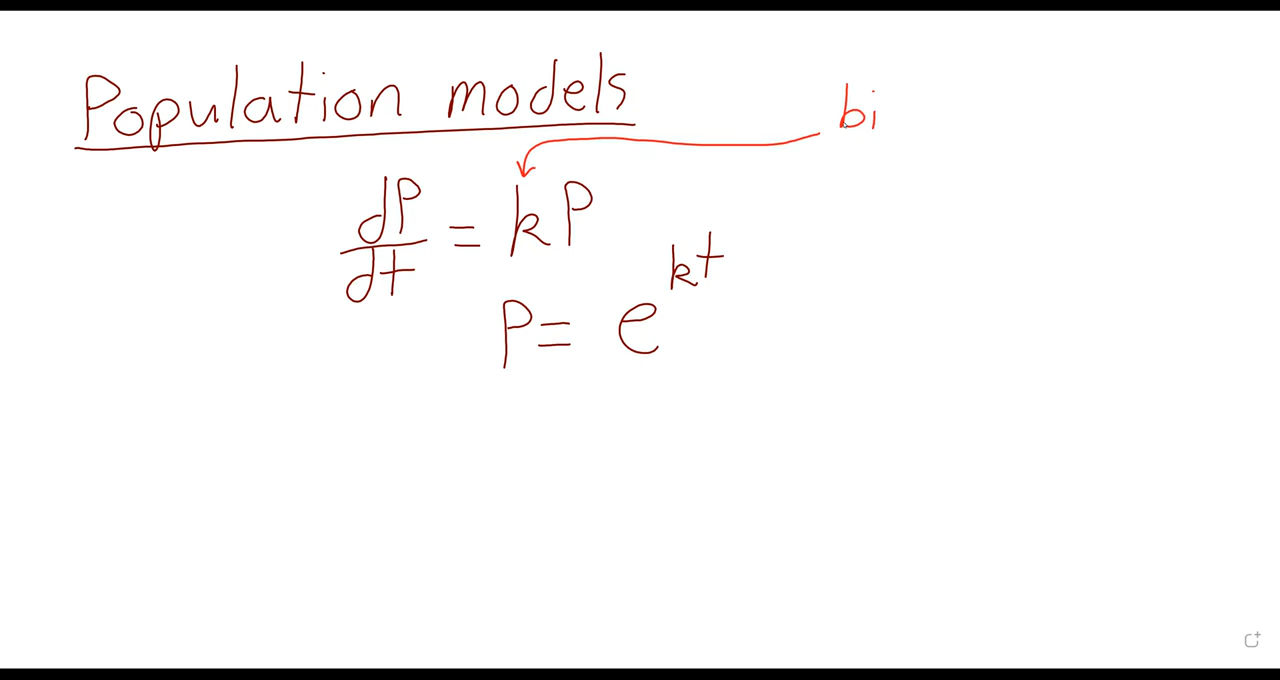 Population models
bi
dP/dt = kP
P = e^{kt}